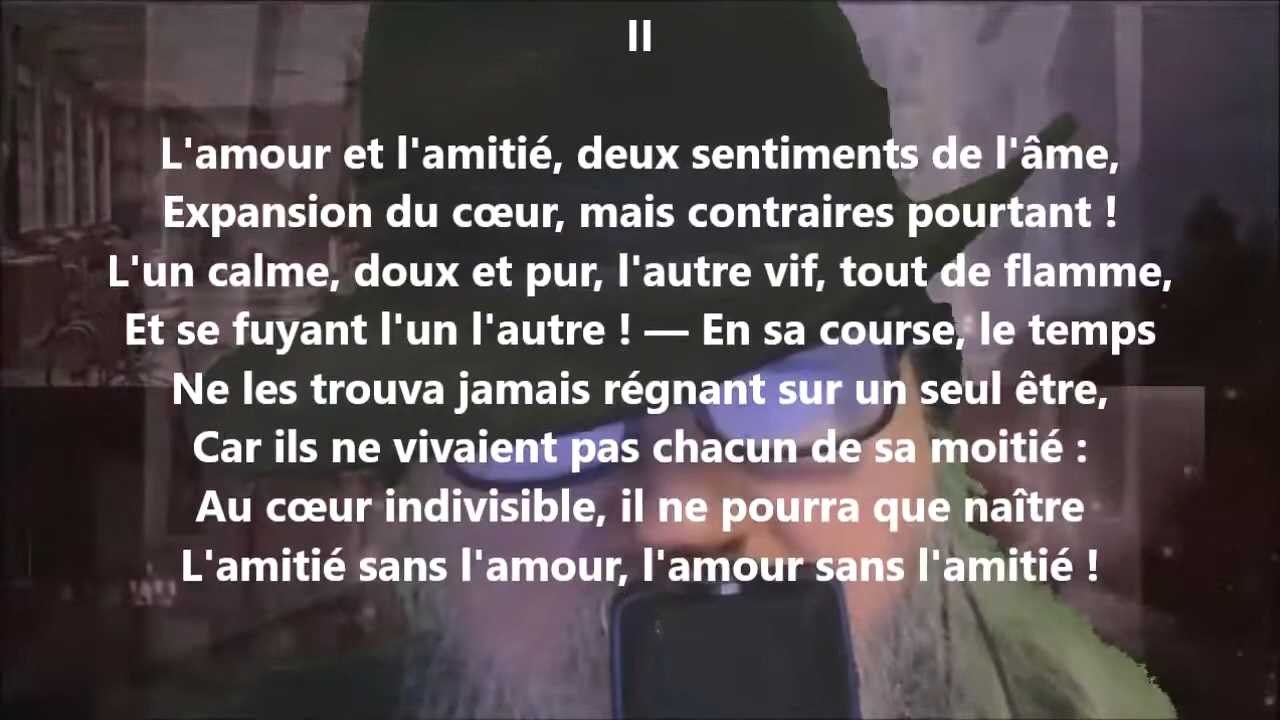 II
L'amour et l'amitié, deux sentiments de l'âme,
Expansion du cœur, mais contraires pourtant !
L'un calme, doux et pur, l'autre vif, tout de flamme,
Et se fuyant l'un l'autre ! — En sa course, le temps
Ne les trouva jamais régnant sur un seul être,
Car ils ne vivaient pas chacun de sa moitié :
Au cœur indivisible, il ne pourra que naître
L'amitié sans l'amour, l'amour sans l'amitié !